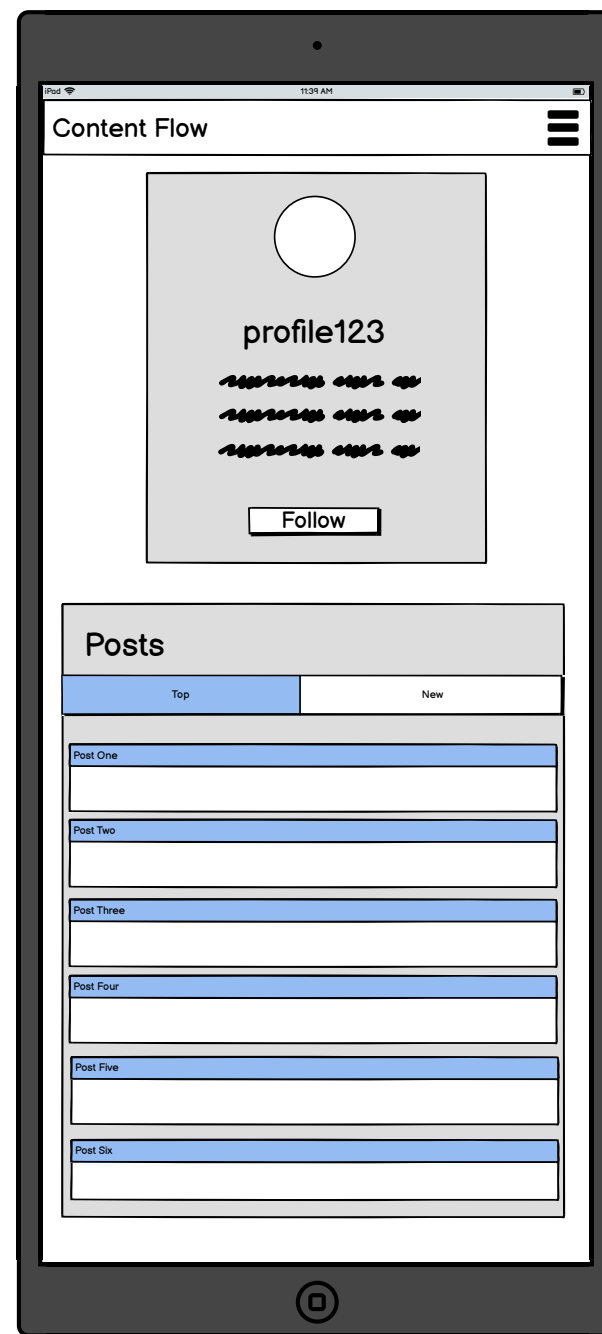 iPad 11:39 AM
Content Flow
profile123
Follow
Posts
Top New
Post One
Post Two
Post Three
Post Four
Post Five
Post Six